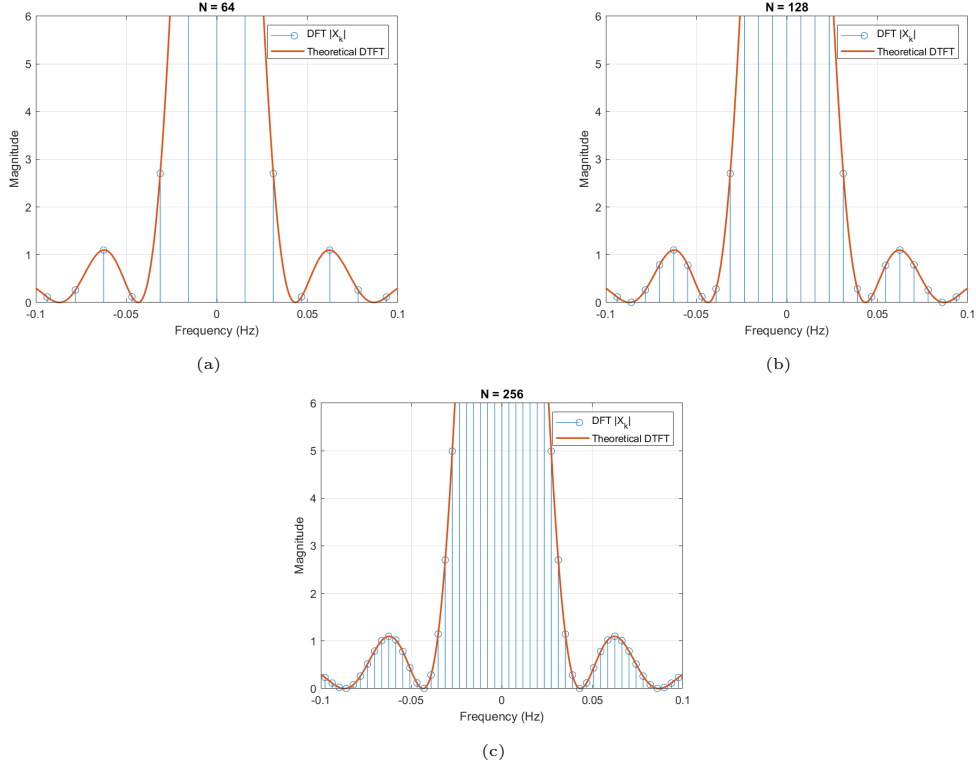 N = 64
6
5
4
3
2
1
0
Magnitude
DFT |X_k|
Theoretical DTFT
-0.1 -0.05 0 0.05 0.1
Frequency (Hz)
(a)
N = 128
6
5
4
3
2
1
0
Magnitude
DFT |X_k|
Theoretical DTFT
-0.1 -0.05 0 0.05 0.1
Frequency (Hz)
(b)
N = 256
6
5
4
3
2
1
0
Magnitude
DFT |X_k|
Theoretical DTFT
-0.1 -0.05 0 0.05 0.1
Frequency (Hz)
(c)